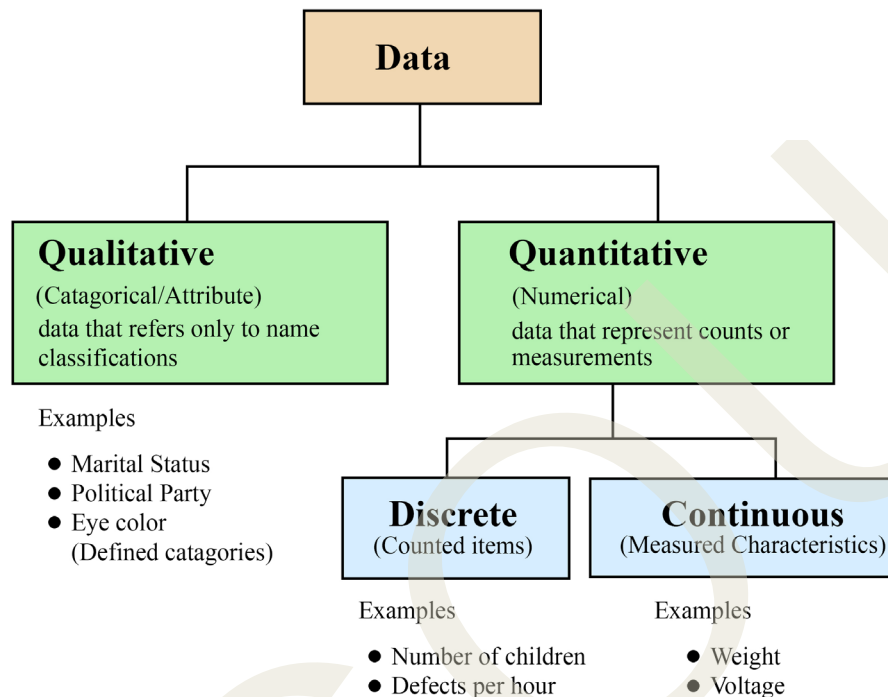 Data
Qualitative
(Catagorical/Attribute)
data that refers only to name
classifications
Quantitative
(Numerical)
data that represent counts or
measurements
Examples
● Marital Status
● Political Party
● Eye color
(Defined catagories)
Discrete
(Counted items)
Continuous
(Measured Characteristics)
Examples
● Number of children
● Defects per hour
Examples
● Weight
● Voltage